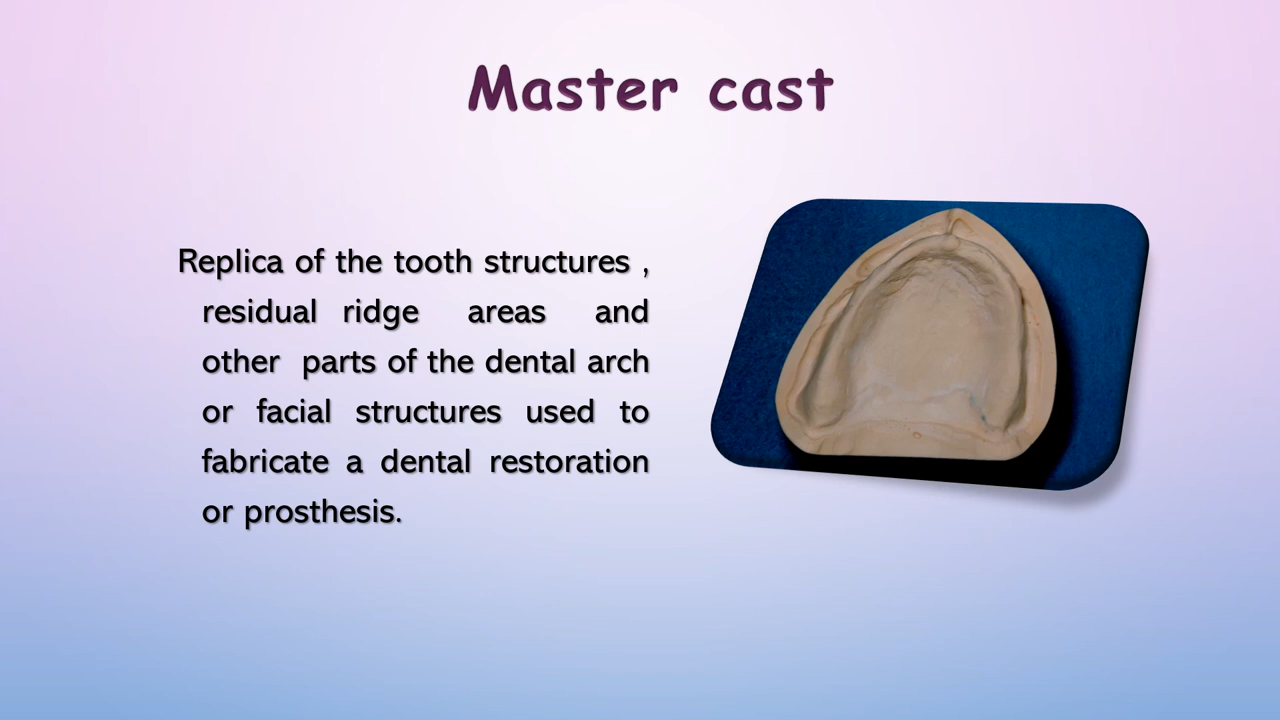 Master cast
Replica of the tooth structures ,
residual ridge areas and
other parts of the dental arch
or facial structures used to
fabricate a dental restoration
or prosthesis.